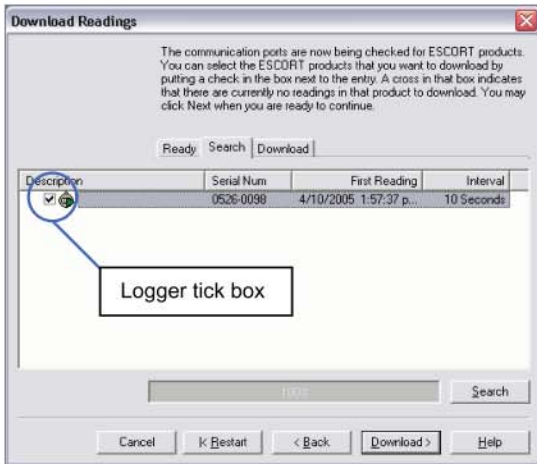 Download Readings
The communication ports are now being checked for ESCORT products.
You can select the ESCORT products that you want to download by
putting a check in the box next to the entry. A cross in that box indicates
that there are currently no readings in that product to download. You may
click Next when you are ready to continue.
Ready Search Download
Description Serial Num First Reading Interval
0526-0098 4/10/2005 1:57:37 p... 10 Seconds
Logger tick box
100%
Search
Cancel |< Restart < Back Download > Help